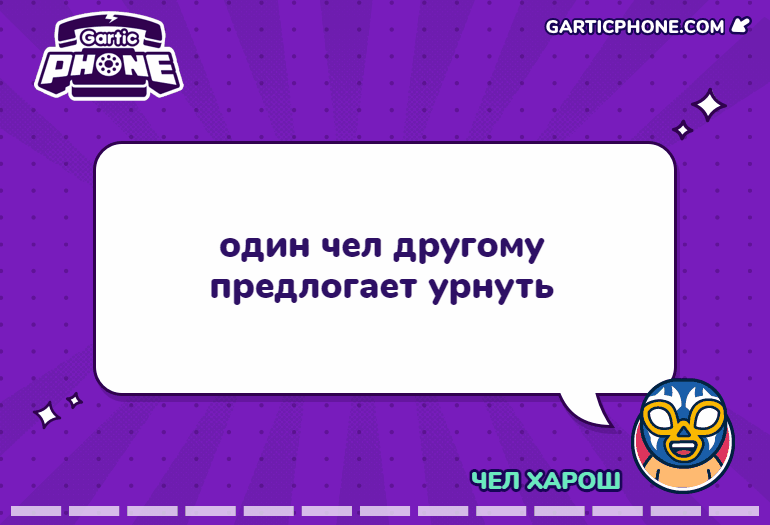 Gartic
PHONE
GARTICPHONE.COM
один чел другому
предлогает урнуть
ЧЕЛ ХАРОШ